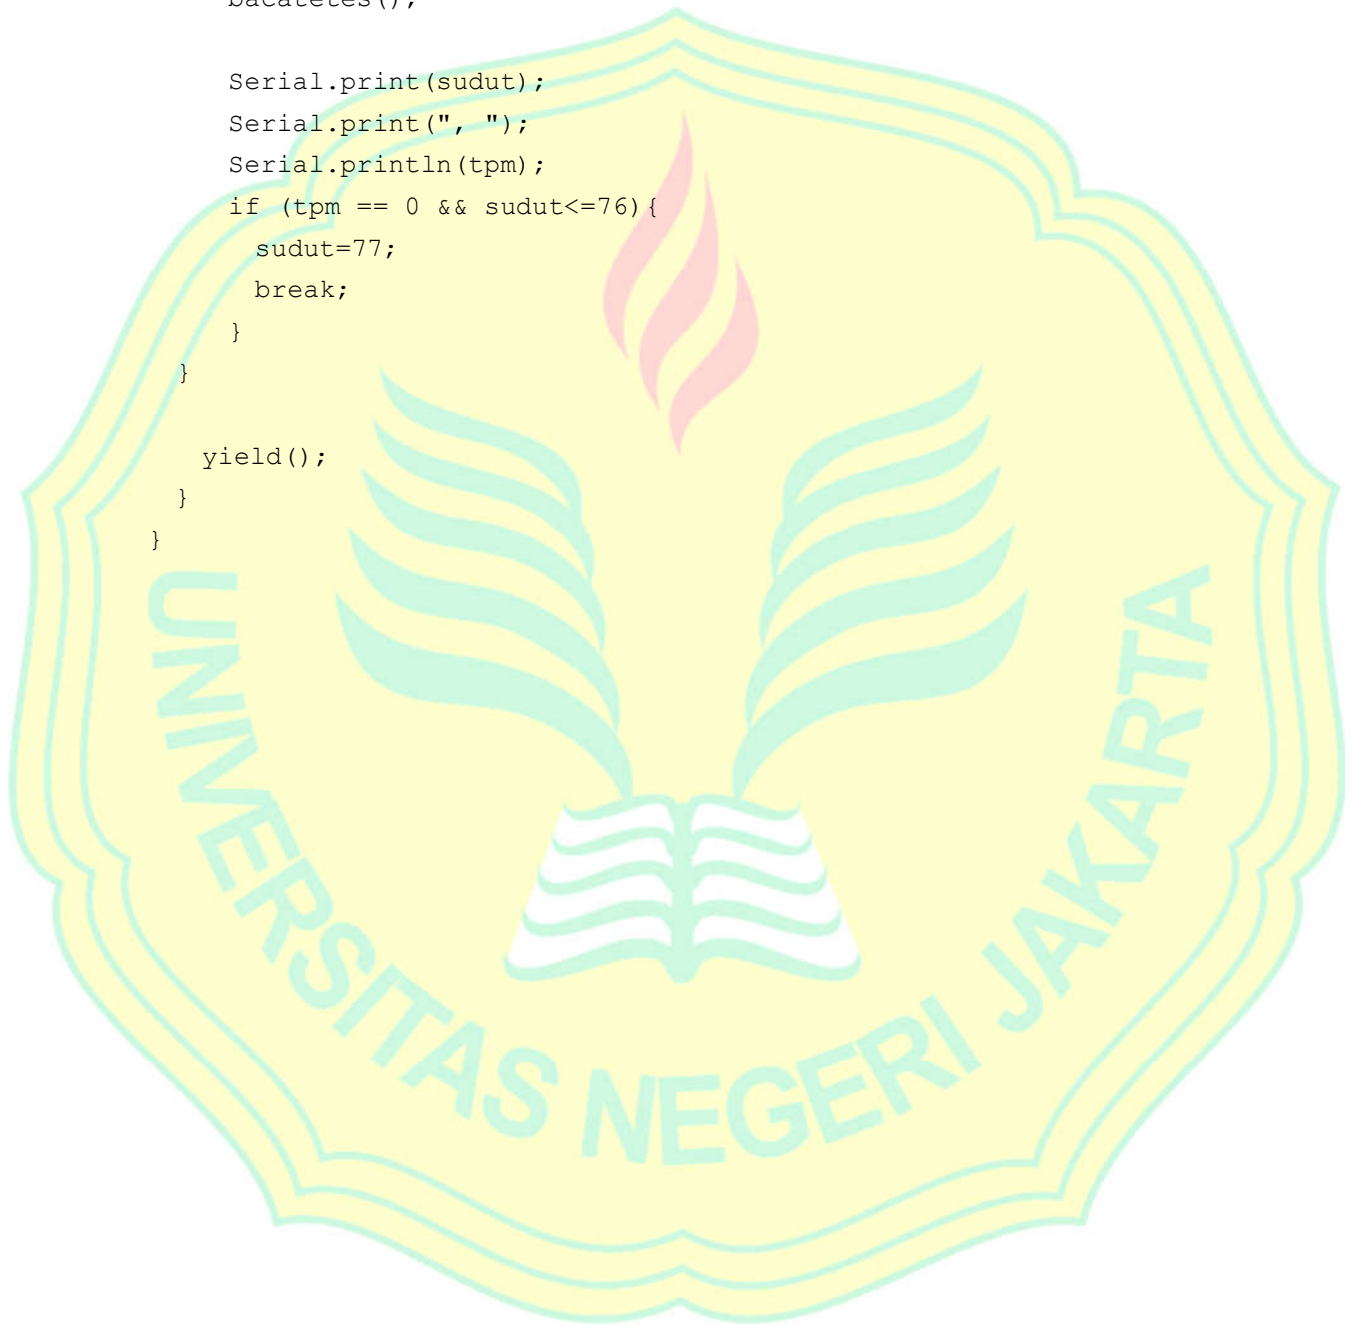 bacatetes();
Serial.print(sudut);
Serial.print(", ");
Serial.println(tpm);
if (tpm == 0 && sudut<=76){
sudut=77;
break;
}
}
yield();
}
}
UNIVERSITAS NEGERI JAKARTA